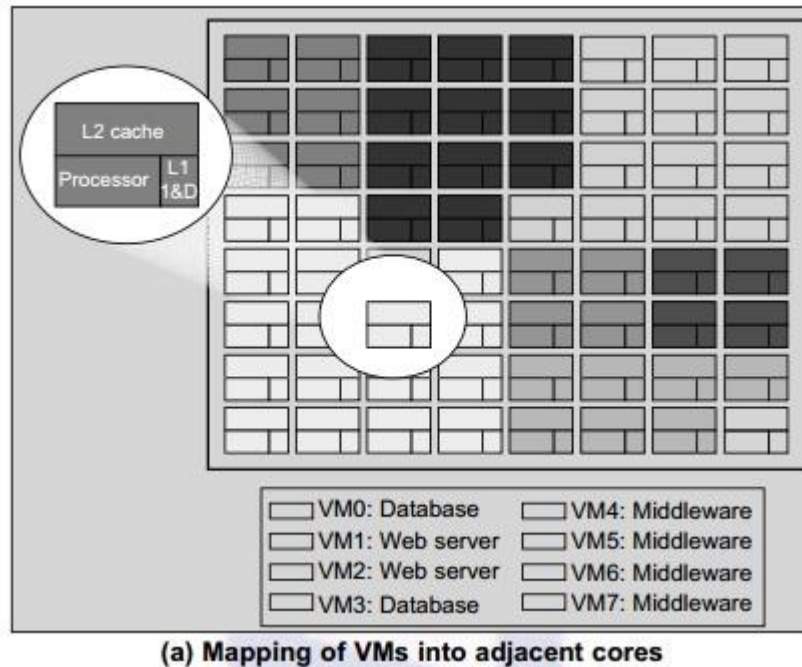 L2 cache
Processor L1
1&D
VM0: Database VM4: Middleware
VM1: Web server VM5: Middleware
VM2: Web server VM6: Middleware
VM3: Database VM7: Middleware
(a) Mapping of VMs into adjacent cores